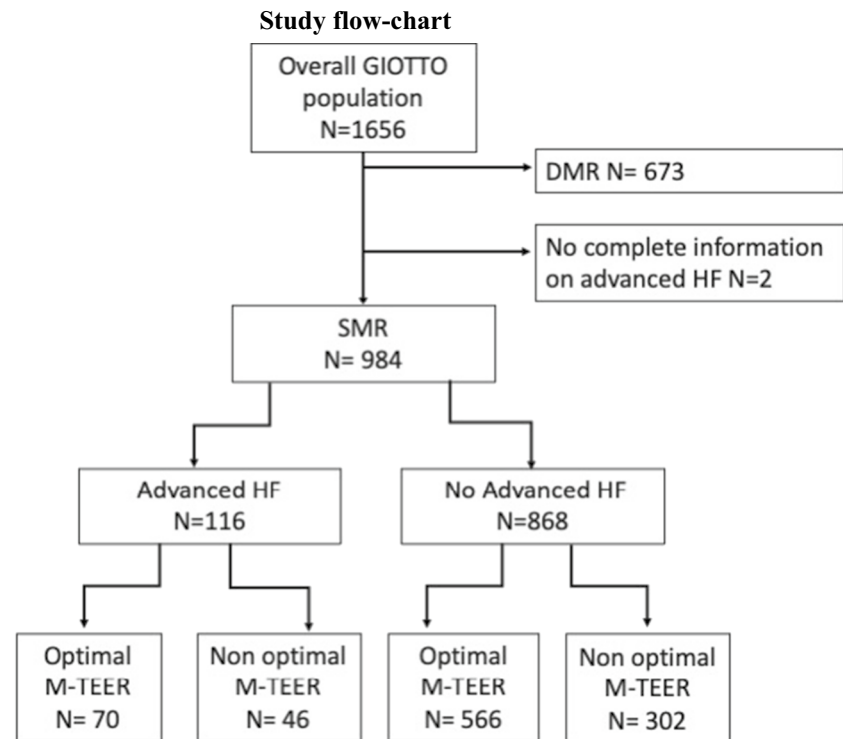 Study flow-chart
Overall GIOTTO
population
N=1656
DMR N= 673
No complete information
on advanced HF N=2
SMR
N= 984
Advanced HF
N=116
No Advanced HF
N=868
Optimal
M-TEER
N= 70
Non optimal
M-TEER
N= 46
Optimal
M-TEER
N= 566
Non optimal
M-TEER
N= 302